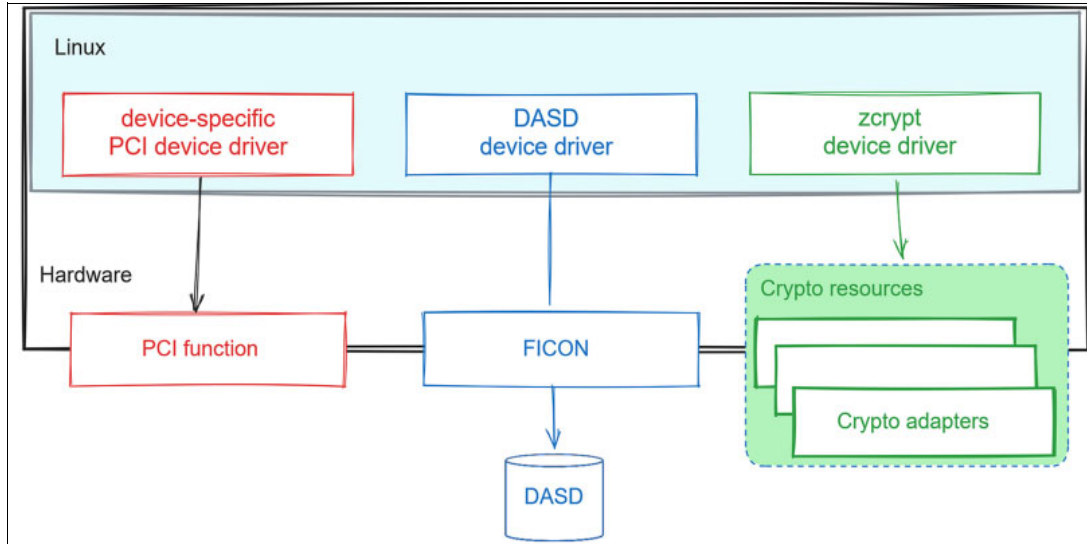 Linux
device-specific
PCI device driver
DASD
device driver
zcrypt
device driver
Hardware
Crypto resources
PCI function
FICON
Crypto adapters
DASD